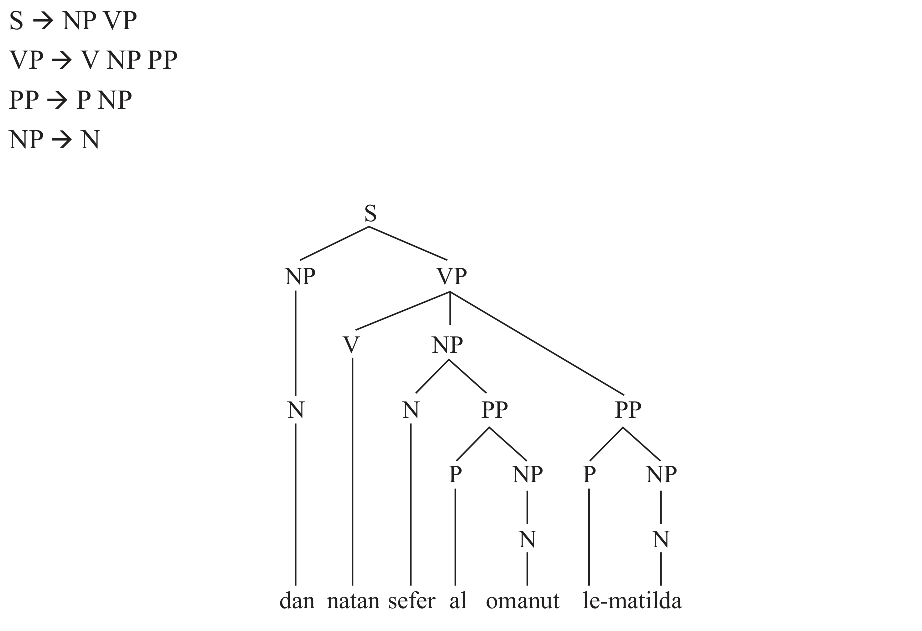 S → NP VP
VP → V NP PP
PP → P NP
NP → N
S
NP VP
V NP
N N PP PP
P NP P NP
N N
dan natan sefer al omanut le-matilda